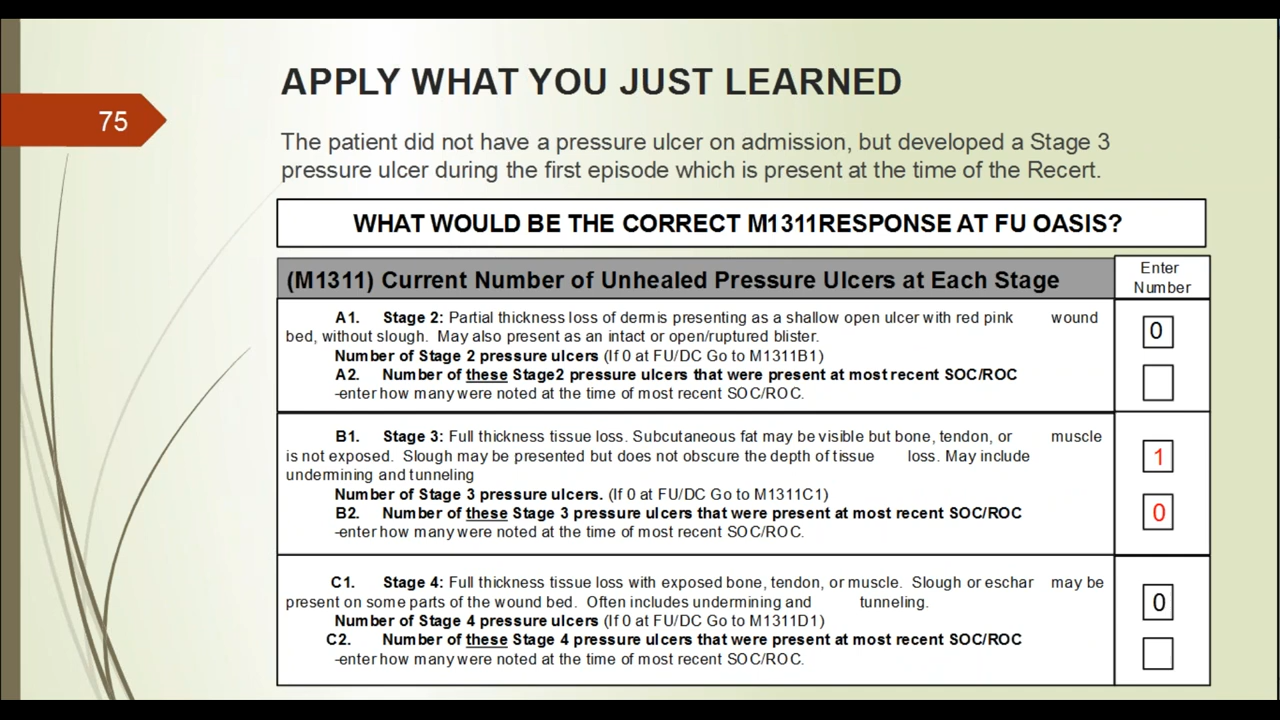 APPLY WHAT YOU JUST LEARNED
75
The patient did not have a pressure ulcer on admission, but developed a Stage 3
pressure ulcer during the first episode which is present at the time of the Recert.
WHAT WOULD BE THE CORRECT M1311RESPONSE AT FU OASIS?
(M1311) Current Number of Unhealed Pressure Ulcers at Each Stage
Enter
Number
A1. Stage 2: Partial thickness loss of dermis presenting as a shallow open ulcer with red pink wound
bed, without slough. May also present as an intact or open/ruptured blister.
0
Number of Stage 2 pressure ulcers (If 0 at FU/DC Go to M1311B1)
A2. Number of these Stage2 pressure ulcers that were present at most recent SOC/ROC
-enter how many were noted at the time of most recent SOC/ROC.
B1. Stage 3: Full thickness tissue loss. Subcutaneous fat may be visible but bone, tendon, or muscle
is not exposed. Slough may be presented but does not obscure the depth of tissue loss. May include
undermining and tunneling
1
Number of Stage 3 pressure ulcers. (If 0 at FU/DC Go to M1311C1)
B2. Number of these Stage 3 pressure ulcers that were present at most recent SOC/ROC
0
-enter how many were noted at the time of most recent SOC/ROC.
C1. Stage 4: Full thickness tissue loss with exposed bone, tendon, or muscle. Slough or eschar may be
present on some parts of the wound bed. Often includes undermining and tunneling.
0
Number of Stage 4 pressure ulcers (If 0 at FU/DC Go to M1311D1)
C2. Number of these Stage 4 pressure ulcers that were present at most recent SOC/ROC
-enter how many were noted at the time of most recent SOC/ROC.